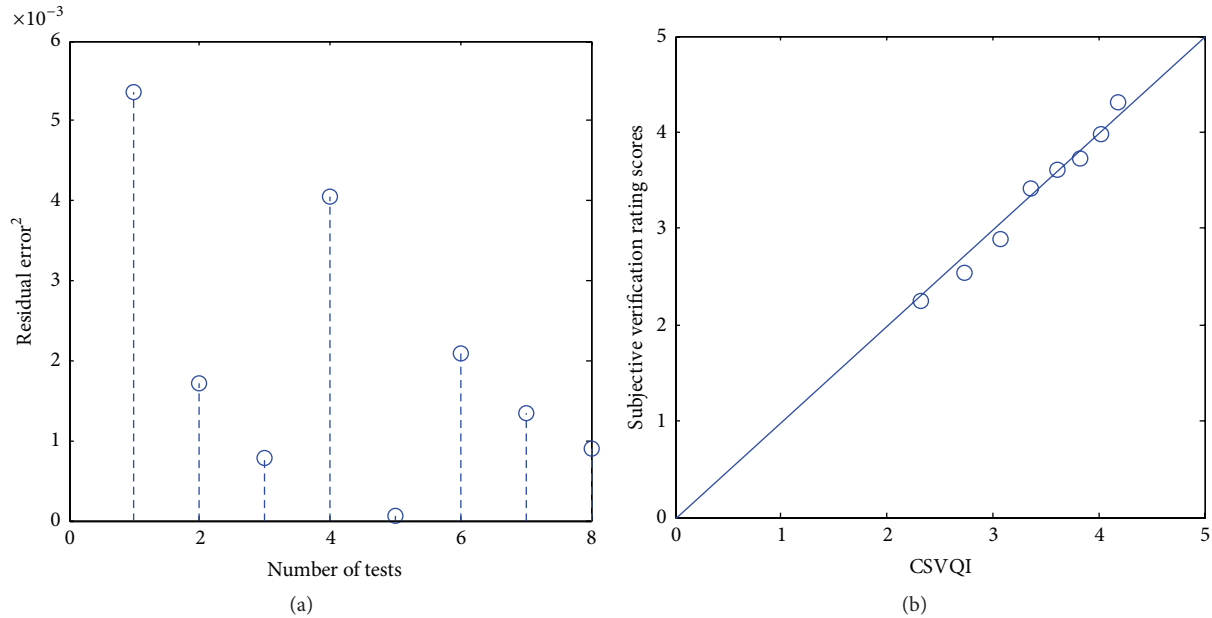 ×10⁻³
6
5
4
3
2
1
0
Residual error²
0 2 4 6 8
Number of tests
(a)
5
4
3
2
1
0
Subjective verification rating scores
0 1 2 3 4 5
CSVQI
(b)